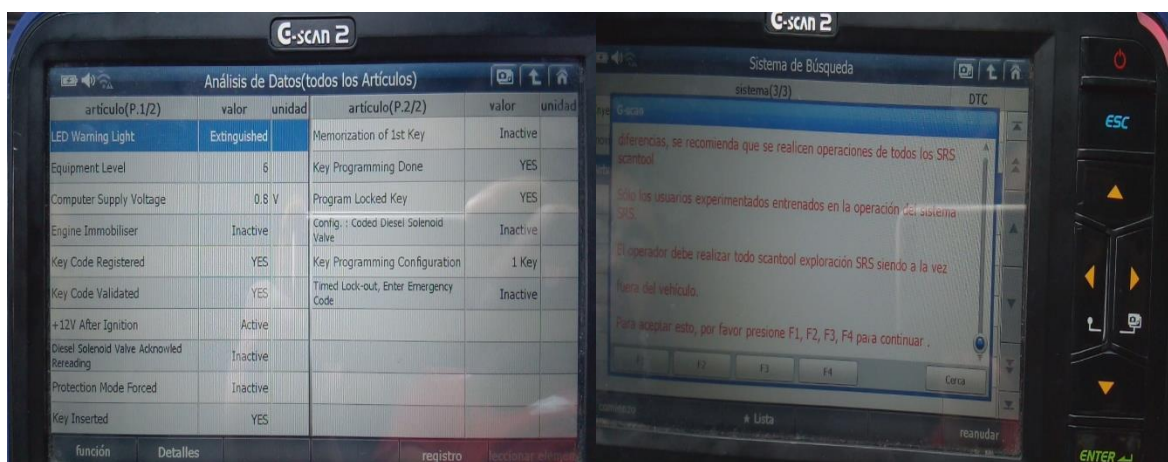 G-scan 2
Análisis de Datos(todos los Artículos)
artículo(P.1/2) valor unidad artículo(P.2/2) valor unidad
LED Warning Light Extinguished Memorization of 1st Key Inactive
Equipment Level 6 Key Programming Done YES
Computer Supply Voltage 0.8 V Program Locked Key YES
Engine Immobiliser Inactive Config. : Coded Diesel Solenoid Valve Inactive
Key Code Registered YES Key Programming Configuration 1 Key
Key Code Validated YES Timed Lock-out, Enter Emergency Code Inactive
+12V After Ignition Active
Diesel Solenoid Valve Acknowled Rereading Inactive
Protection Mode Forced Inactive
Key Inserted YES
función Detalles registro
G-scan 2
Sistema de Búsqueda
sistema(3/3) DTC
G-scan
diferencias, se recomienda que se realicen operaciones de todos los SRS
scantool
Sólo los usuarios experimentados entrenados en la operación del sistema
SRS.
El operador debe realizar todo scantool exploración SRS siendo a la vez
fuera del vehículo.
Para aceptar esto, por favor presione F1, F2, F3, F4 para continuar .
F2 F3 F4 Cerca
★ Lista
reanudar
ESC
ENTER